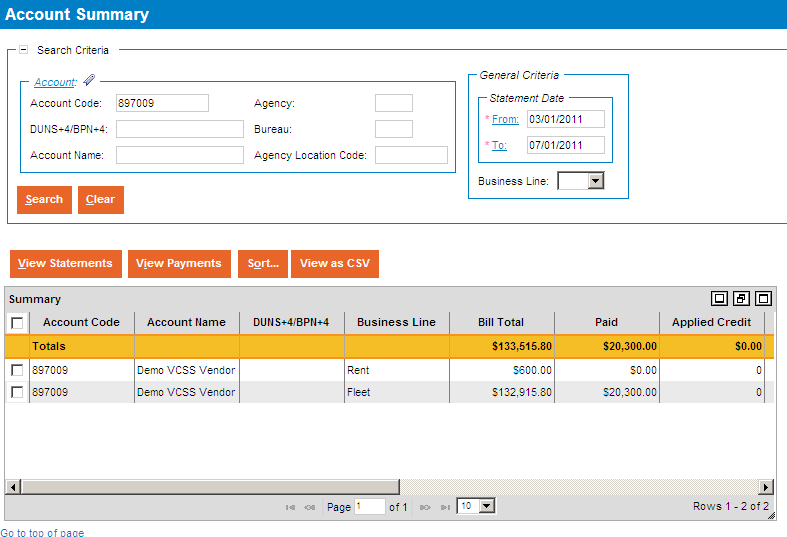 Account Summary
Search Criteria
Account:
Account Code: 897009 Agency:
DUNS+4/BPN+4: Bureau:
Account Name: Agency Location Code:
General Criteria
Statement Date
* From: 03/01/2011
* To: 07/01/2011
Business Line:
Search Clear
View Statements View Payments Sort... View as CSV
Summary
Account Code Account Name DUNS+4/BPN+4 Business Line Bill Total Paid Applied Credit
Totals $133,515.80 $20,300.00 $0.00
897009 Demo VCSS Vendor Rent $600.00 $0.00 0
897009 Demo VCSS Vendor Fleet $132,915.80 $20,300.00 0
Page 1 of 1 10 Rows 1 - 2 of 2
Go to top of page